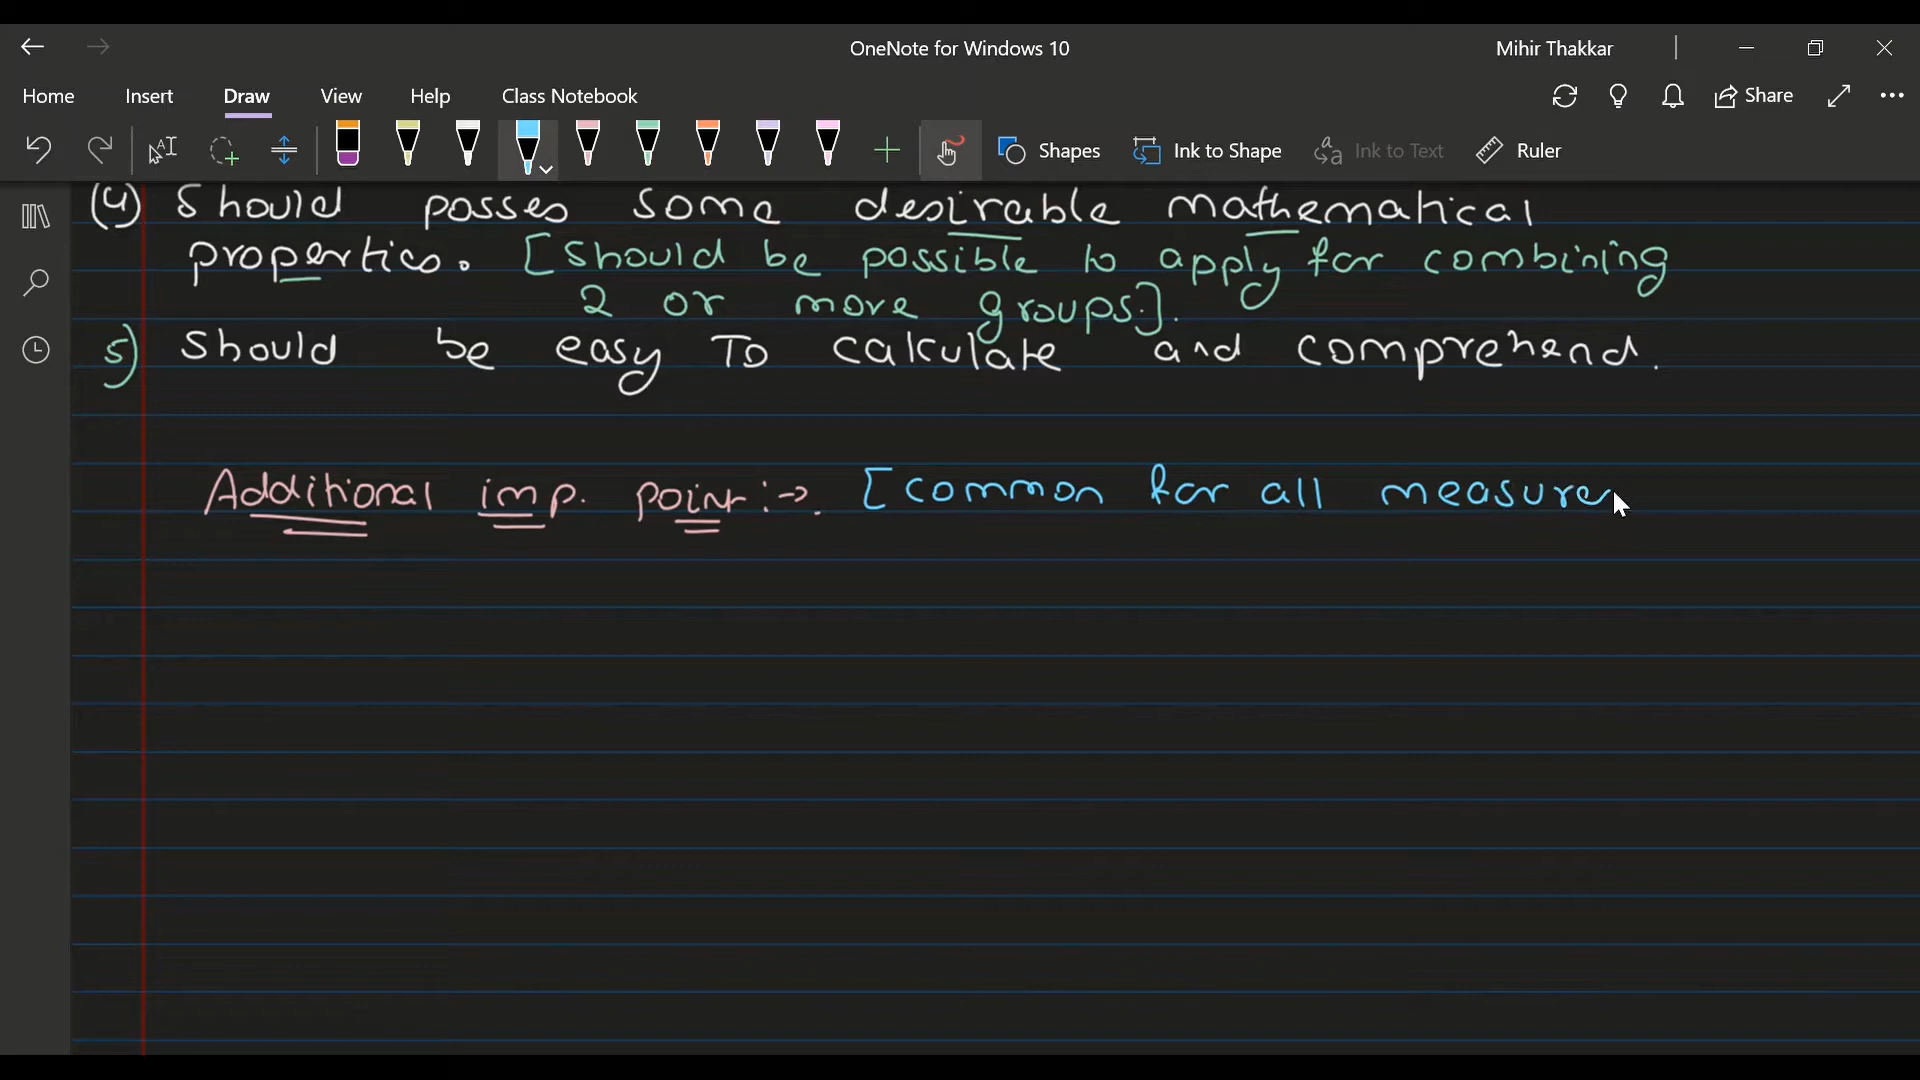 OneNote for Windows 10
Mihir Thakkar
Home Insert Draw View Help Class Notebook
Share
Shapes Ink to Shape Ink to Text Ruler
(4) Should posses some desirable mathematical
properties. [Should be possible to apply for combining
2 or more groups.].
5) Should be easy To calculate and comprehend.
Additional imp. point :→. [common for all measure